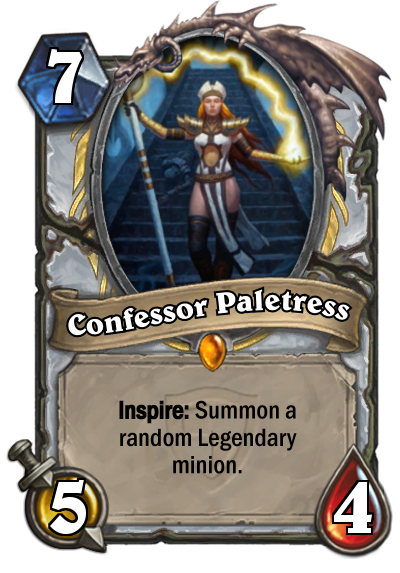 7
Confessor Paletress
Inspire: Summon a
random Legendary
minion.
5
4